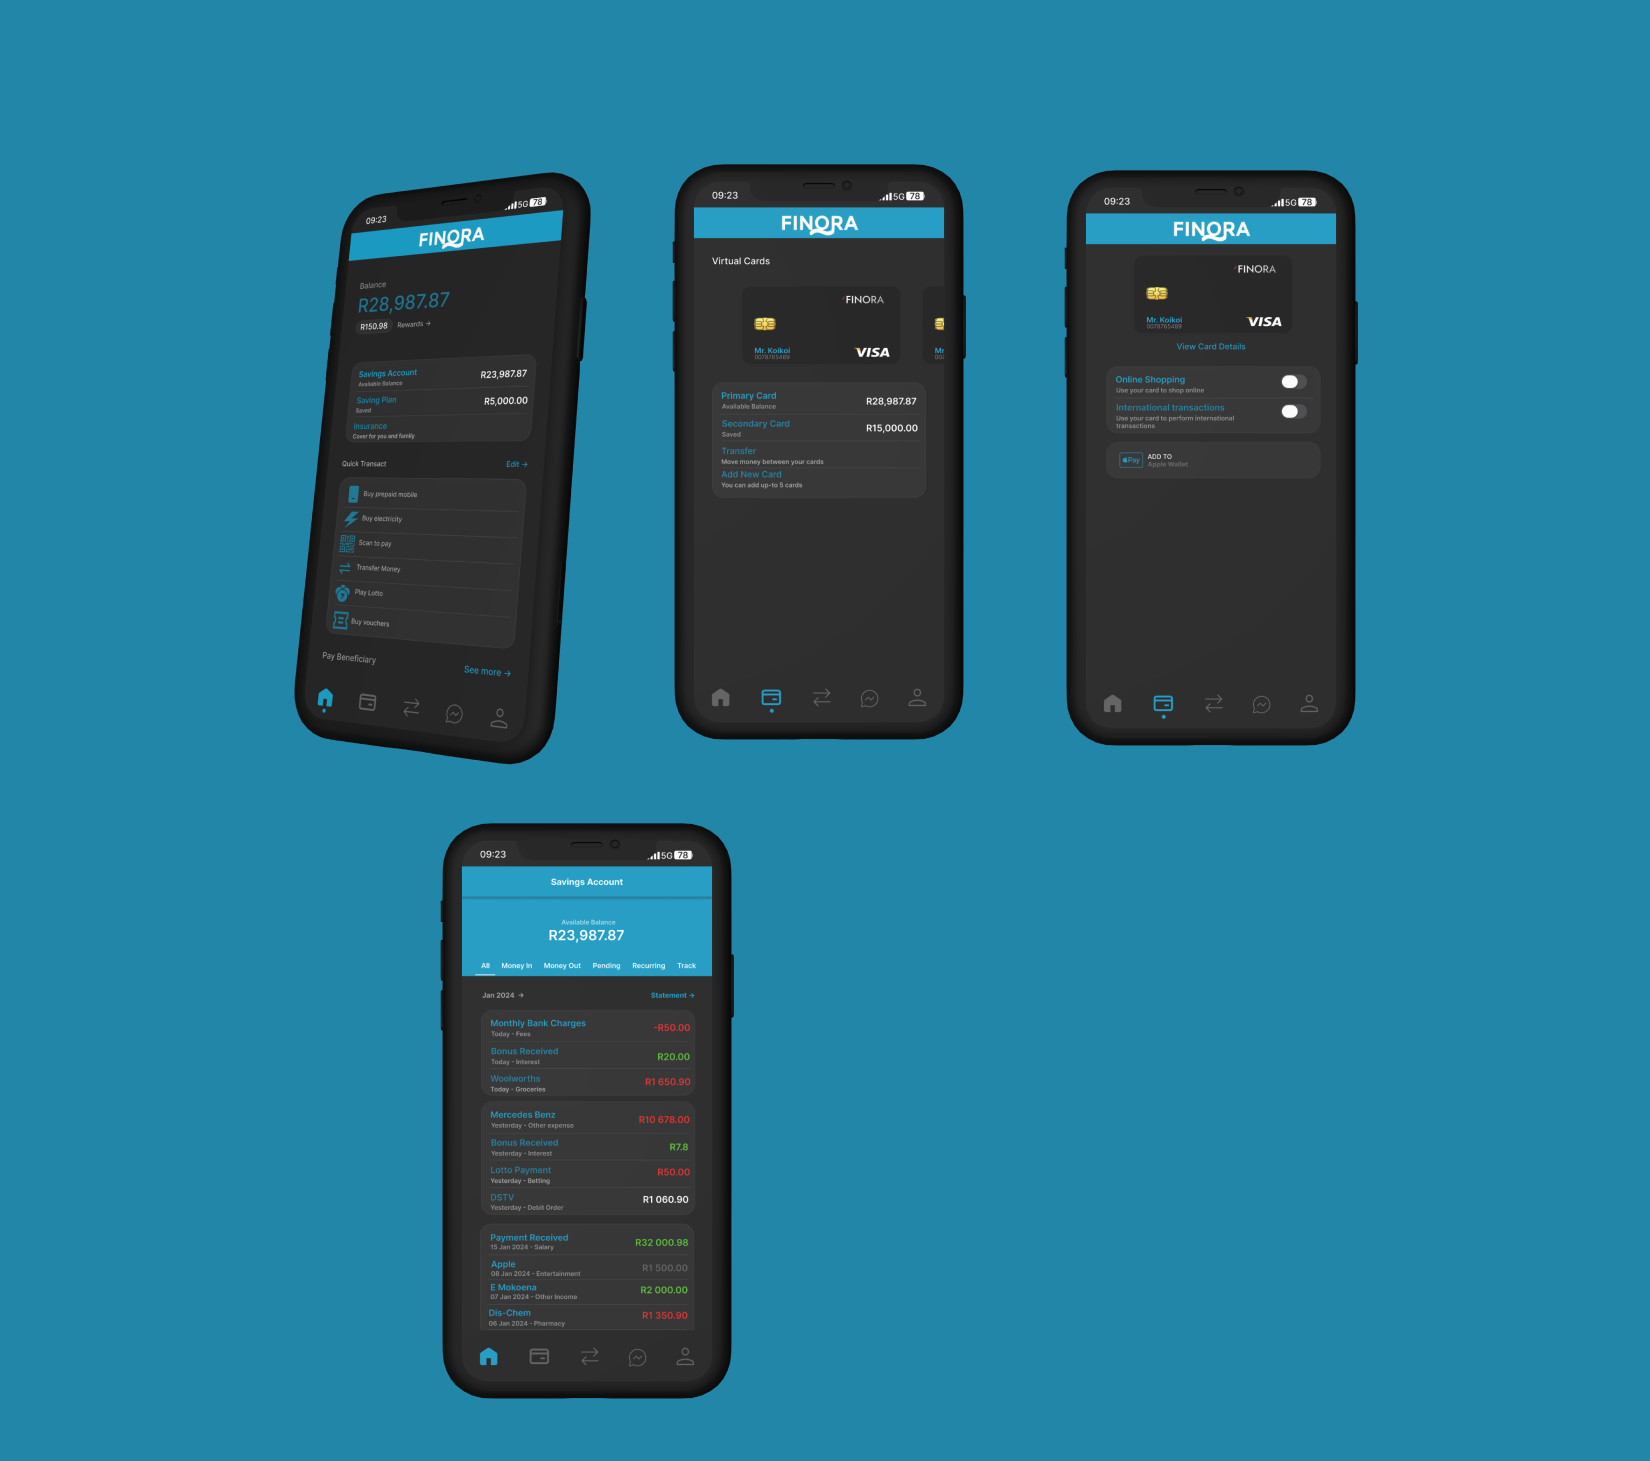 09:23
5G 78
FINORA
Balance
R28,987.87
R150.98 Rewards →
Savings Account
Available Balance
R23,987.87
Saving Plan
Saved
R5,000.00
Insurance
Cover for you and family
Quick Transact
Edit →
Buy prepaid mobile
Buy electricity
Scan to pay
Transfer Money
Play Lotto
Buy vouchers
Pay Beneficiary
See more →
09:23
5G 78
FINORA
Virtual Cards
FINORA
Mr. Koikoi
0078765489
VISA
Mr
Primary Card
Available Balance
R28,987.87
Secondary Card
Saved
R15,000.00
Transfer
Move money between your cards
Add New Card
You can add up-to 5 cards
09:23
5G 78
FINORA
FINORA
Mr. Koikoi
0078765489
VISA
View Card Details
Online Shopping
Use your card to shop online
International transactions
Use your card to perform international
transactions
Pay
ADD TO
Apple Wallet
09:23
5G 78
Savings Account
Available Balance
R23,987.87
All Money In Money Out Pending Recurring Track
Jan 2024 →
Statement →
Monthly Bank Charges
Today - Fees
-R50.00
Bonus Received
Today - Interest
R20.00
Woolworths
Today - Groceries
R1 650.90
Mercedes Benz
Yesterday - Other expense
R10 678.00
Bonus Received
Yesterday - Interest
R7.8
Lotto Payment
Yesterday - Betting
R50.00
DSTV
Yesterday - Debit Order
R1 060.90
Payment Received
15 Jan 2024 - Salary
R32 000.98
Apple
08 Jan 2024 - Entertainment
R1 500.00
E Mokoena
07 Jan 2024 - Other Income
R2 000.00
Dis-Chem
06 Jan 2024 - Pharmacy
R1 350.90